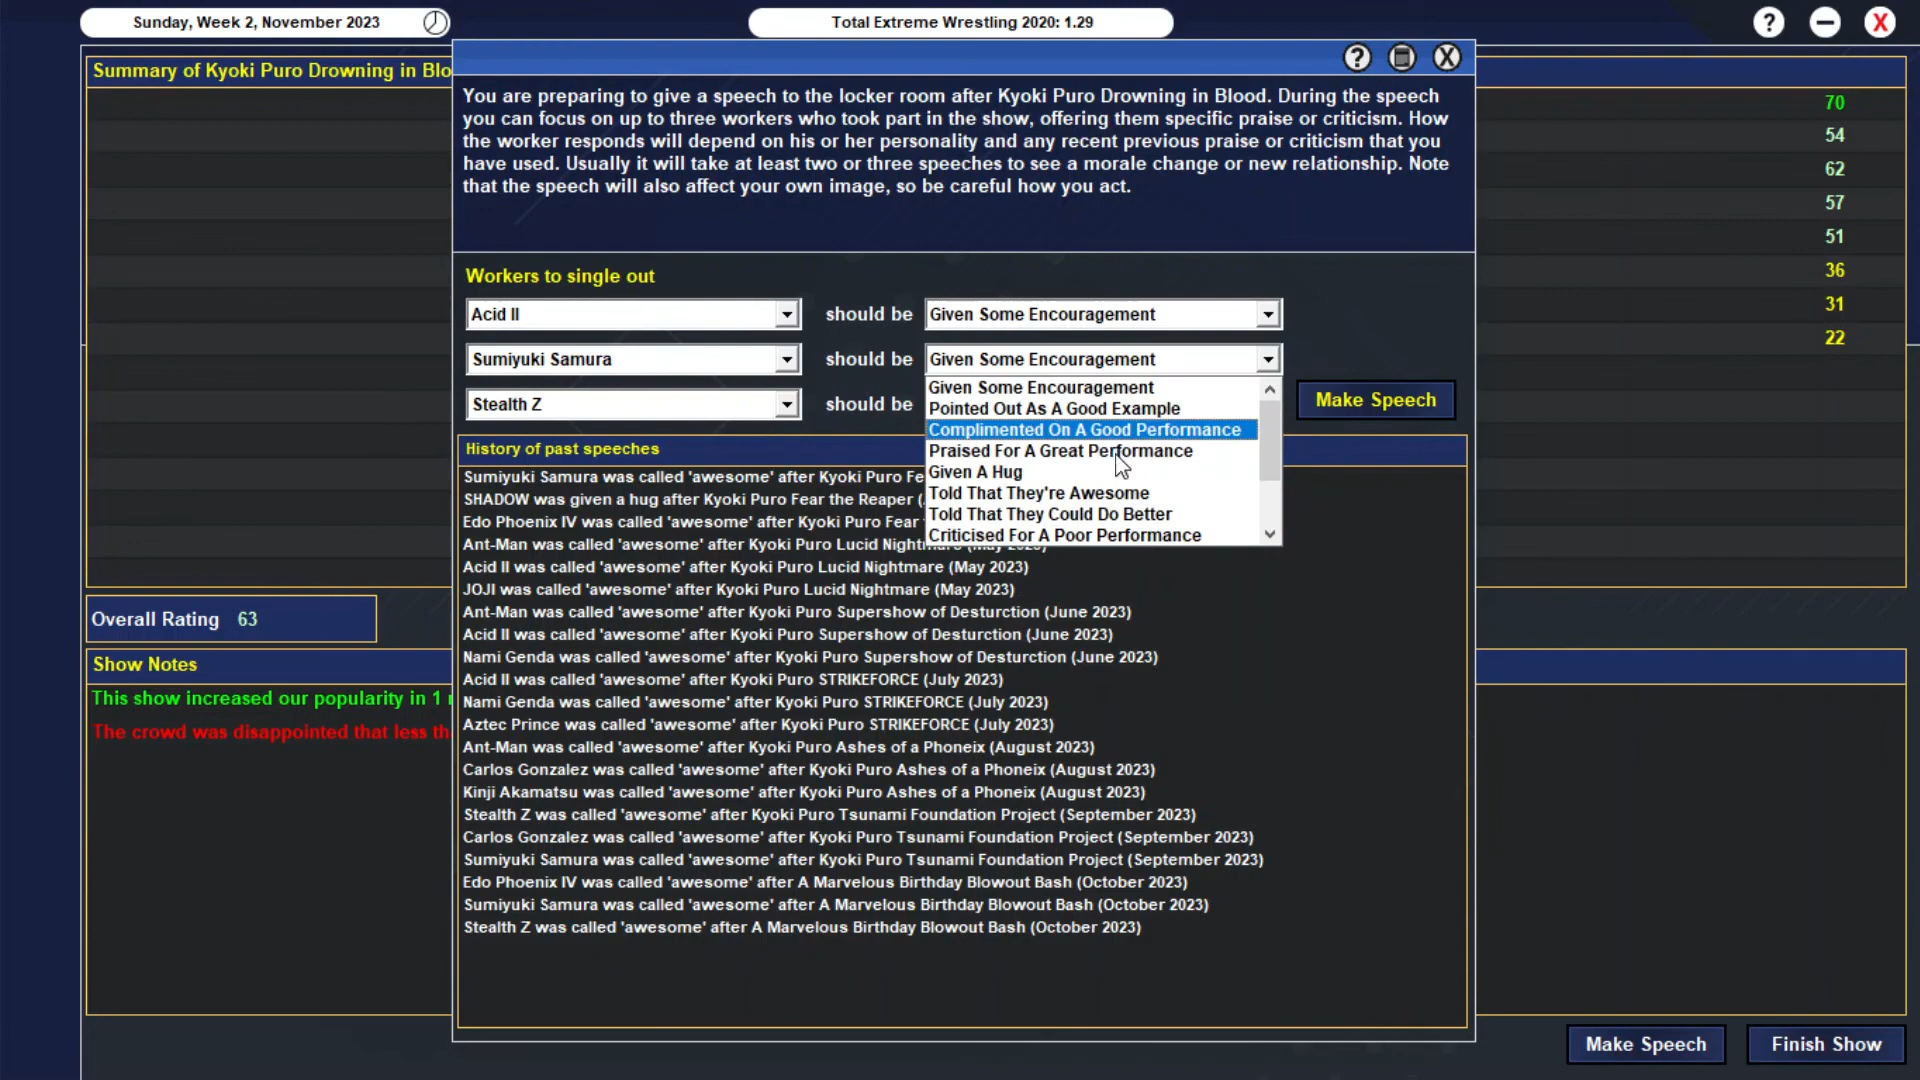 Sunday, Week 2, November 2023
Total Extreme Wrestling 2020: 1.29
?
X
Summary of Kyoki Puro Drowning in Blo
?
X
You are preparing to give a speech to the locker room after Kyoki Puro Drowning in Blood. During the speech
you can focus on up to three workers who took part in the show, offering them specific praise or criticism. How
the worker responds will depend on his or her personality and any recent previous praise or criticism that you
have used. Usually it will take at least two or three speeches to see a morale change or new relationship. Note
that the speech will also affect your own image, so be careful how you act.
70
54
62
57
51
36
31
22
Workers to single out
Acid II should be Given Some Encouragement
Sumiyuki Samura should be Given Some Encouragement
Stealth Z should be
Given Some Encouragement
Pointed Out As A Good Example
Complimented On A Good Performance
Praised For A Great Performance
Given A Hug
Told That They're Awesome
Told That They Could Do Better
Criticised For A Poor Performance
Make Speech
History of past speeches
Sumiyuki Samura was called 'awesome' after Kyoki Puro Fe
SHADOW was given a hug after Kyoki Puro Fear the Reaper (
Edo Phoenix IV was called 'awesome' after Kyoki Puro Fear
Ant-Man was called 'awesome' after Kyoki Puro Lucid Nightmare (May 2023)
Acid II was called 'awesome' after Kyoki Puro Lucid Nightmare (May 2023)
JOJI was called 'awesome' after Kyoki Puro Lucid Nightmare (May 2023)
Ant-Man was called 'awesome' after Kyoki Puro Supershow of Desturction (June 2023)
Acid II was called 'awesome' after Kyoki Puro Supershow of Desturction (June 2023)
Nami Genda was called 'awesome' after Kyoki Puro Supershow of Desturction (June 2023)
Acid II was called 'awesome' after Kyoki Puro STRIKEFORCE (July 2023)
Nami Genda was called 'awesome' after Kyoki Puro STRIKEFORCE (July 2023)
Aztec Prince was called 'awesome' after Kyoki Puro STRIKEFORCE (July 2023)
Ant-Man was called 'awesome' after Kyoki Puro Ashes of a Phoneix (August 2023)
Carlos Gonzalez was called 'awesome' after Kyoki Puro Ashes of a Phoneix (August 2023)
Kinji Akamatsu was called 'awesome' after Kyoki Puro Ashes of a Phoneix (August 2023)
Stealth Z was called 'awesome' after Kyoki Puro Tsunami Foundation Project (September 2023)
Carlos Gonzalez was called 'awesome' after Kyoki Puro Tsunami Foundation Project (September 2023)
Sumiyuki Samura was called 'awesome' after Kyoki Puro Tsunami Foundation Project (September 2023)
Edo Phoenix IV was called 'awesome' after A Marvelous Birthday Blowout Bash (October 2023)
Sumiyuki Samura was called 'awesome' after A Marvelous Birthday Blowout Bash (October 2023)
Stealth Z was called 'awesome' after A Marvelous Birthday Blowout Bash (October 2023)
Overall Rating 63
Show Notes
This show increased our popularity in 1 r
The crowd was disappointed that less th
Make Speech
Finish Show